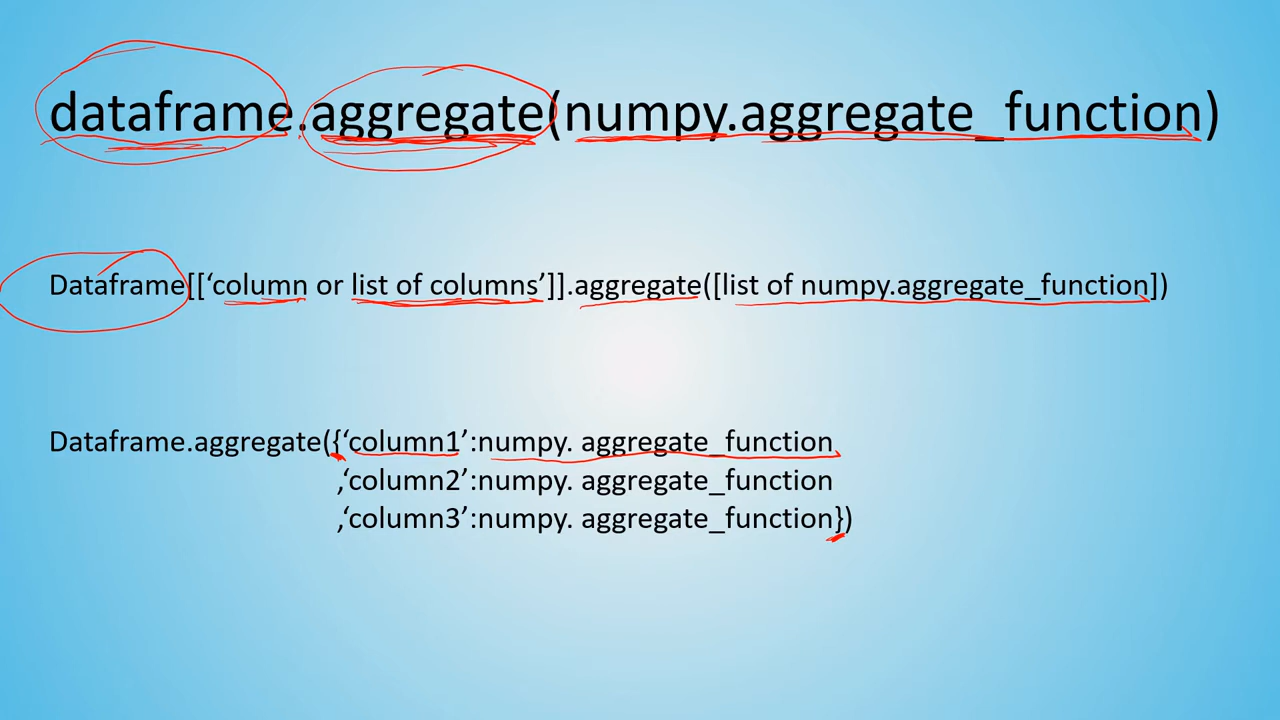 dataframe.aggregate(numpy.aggregate_function)
Dataframe[[‘column or list of columns’]].aggregate([list of numpy.aggregate_function])
Dataframe.aggregate({‘column1’:numpy. aggregate_function
,‘column2’:numpy. aggregate_function
,‘column3’:numpy. aggregate_function})